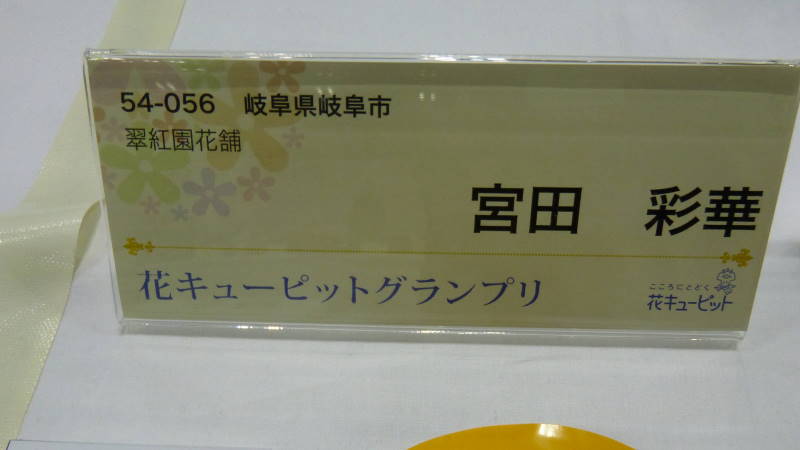 54-056 岐阜県岐阜市
翠紅園花舗
宮田 彩華
花キューピットグランプリ
こころにとどく
花キューピット